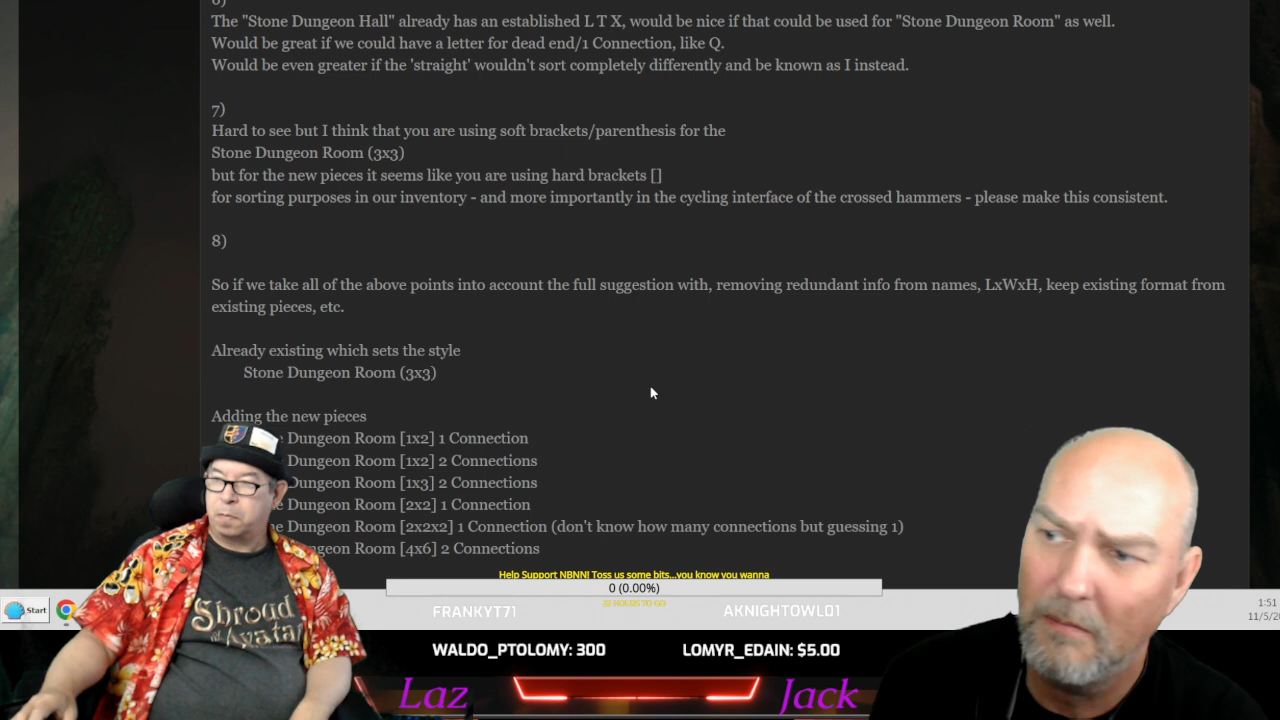 6)
The "Stone Dungeon Hall" already has an established L T X, would be nice if that could be used for "Stone Dungeon Room" as well.
Would be great if we could have a letter for dead end/1 Connection, like Q.
Would be even greater if the 'straight' wouldn't sort completely differently and be known as I instead.
7)
Hard to see but I think that you are using soft brackets/parenthesis for the
Stone Dungeon Room (3x3)
but for the new pieces it seems like you are using hard brackets []
for sorting purposes in our inventory - and more importantly in the cycling interface of the crossed hammers - please make this consistent.
8)
So if we take all of the above points into account the full suggestion with, removing redundant info from names, LxWxH, keep existing format from
existing pieces, etc.
Already existing which sets the style
Stone Dungeon Room (3x3)
Adding the new pieces
Dungeon Room [1x2] 1 Connection
Dungeon Room [1x2] 2 Connections
Dungeon Room [1x3] 2 Connections
Dungeon Room [2x2] 1 Connection
Dungeon Room [2x2x2] 1 Connection (don't know how many connections but guessing 1)
Room [4x6] 2 Connections
Help Support NBNN! Toss us some bits...you know you wanna
0 (0.00%)
Start
FRANKYT71
AKNIGHTOWL01
1:51
11/5/2
WALDO_PTOLOMY: 300
LOMYR_EDAIN: $5.00
Shroud
of the Avatar
Laz
Jack